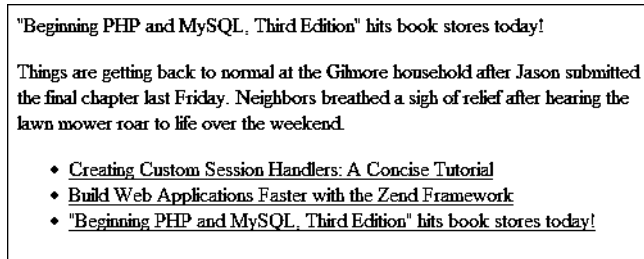 "Beginning PHP and MySQL, Third Edition" hits book stores today!
Things are getting back to normal at the Gilmore household after Jason submitted
the final chapter last Friday. Neighbors breathed a sigh of relief after hearing the
lawn mower roar to life over the weekend.
• Creating Custom Session Handlers: A Concise Tutorial
• Build Web Applications Faster with the Zend Framework
• "Beginning PHP and MySQL, Third Edition" hits book stores today!